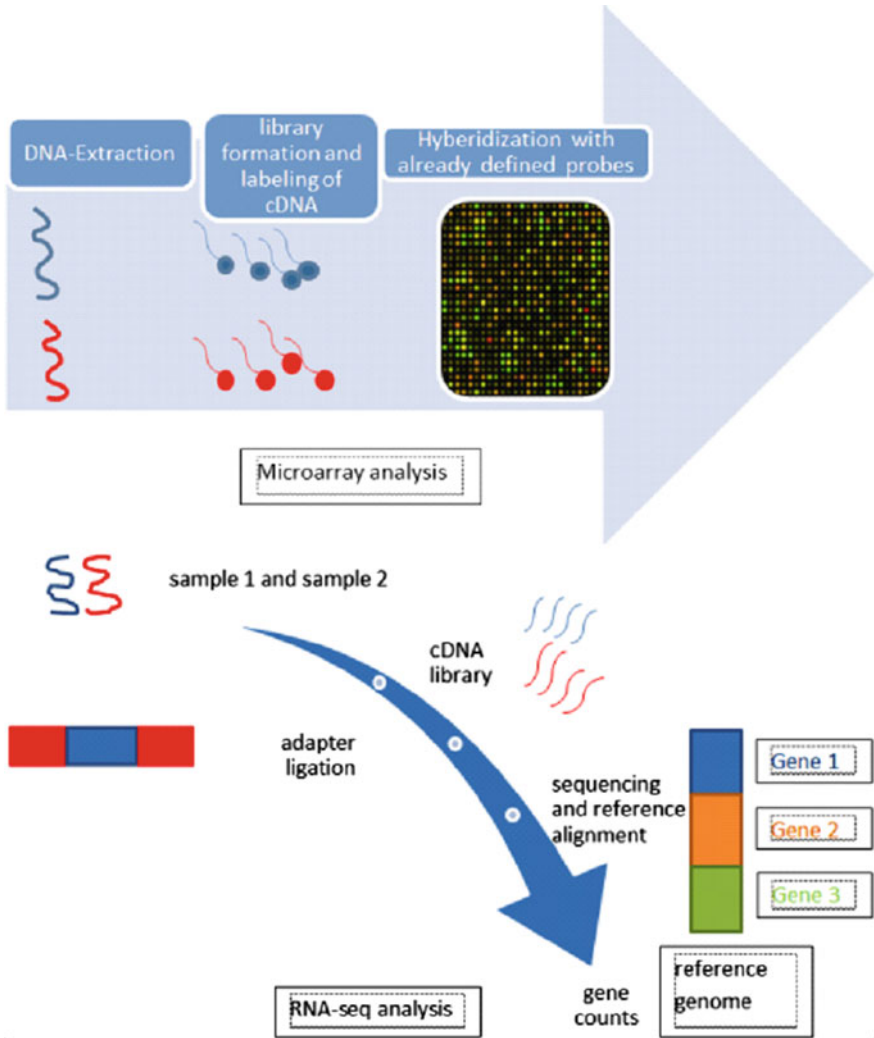 DNA-Extraction
library
formation and
labeling of
cDNA
Hyberidization with
already defined probes
Microarray analysis
sample 1 and sample 2
cDNA
library
adapter
ligation
sequencing
and reference
alignment
Gene 1
Gene 2
Gene 3
gene
counts
reference
genome
RNA-seq analysis